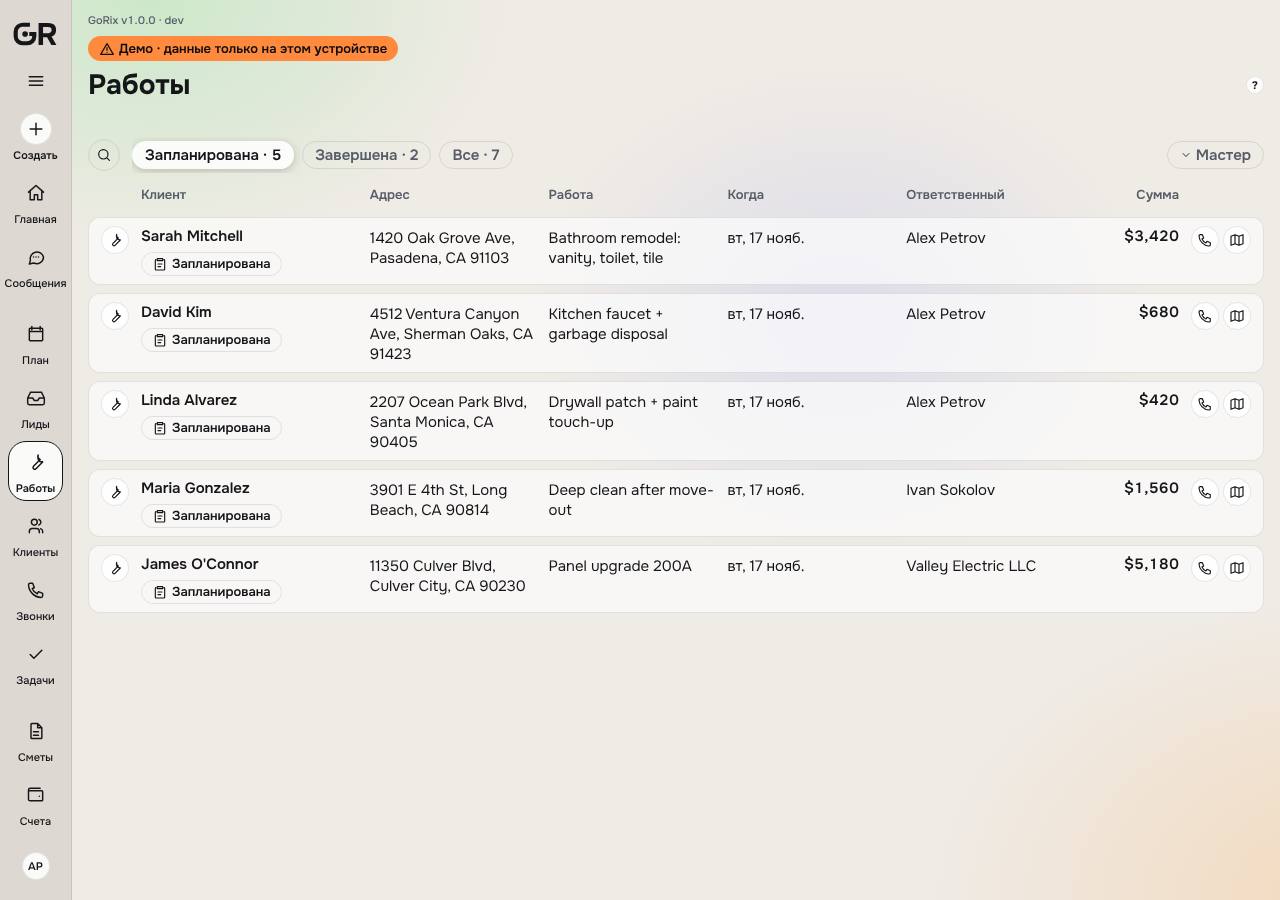 GR
GoRix v1.0.0 · dev
Демо · данные только на этом устройстве
Работы
?
Создать
Главная
Сообщения
План
Лиды
Работы
Клиенты
Звонки
Задачи
Сметы
Счета
AP
Запланирована · 5
Завершена · 2
Все · 7
Мастер
Клиент
Адрес
Работа
Когда
Ответственный
Сумма
Sarah Mitchell
Запланирована
1420 Oak Grove Ave,
Pasadena, CA 91103
Bathroom remodel:
vanity, toilet, tile
вт, 17 нояб.
Alex Petrov
$3,420
David Kim
Запланирована
4512 Ventura Canyon
Ave, Sherman Oaks, CA
91423
Kitchen faucet +
garbage disposal
вт, 17 нояб.
Alex Petrov
$680
Linda Alvarez
Запланирована
2207 Ocean Park Blvd,
Santa Monica, CA
90405
Drywall patch + paint
touch-up
вт, 17 нояб.
Alex Petrov
$420
Maria Gonzalez
Запланирована
3901 E 4th St, Long
Beach, CA 90814
Deep clean after move-
out
вт, 17 нояб.
Ivan Sokolov
$1,560
James O'Connor
Запланирована
11350 Culver Blvd,
Culver City, CA 90230
Panel upgrade 200A
вт, 17 нояб.
Valley Electric LLC
$5,180